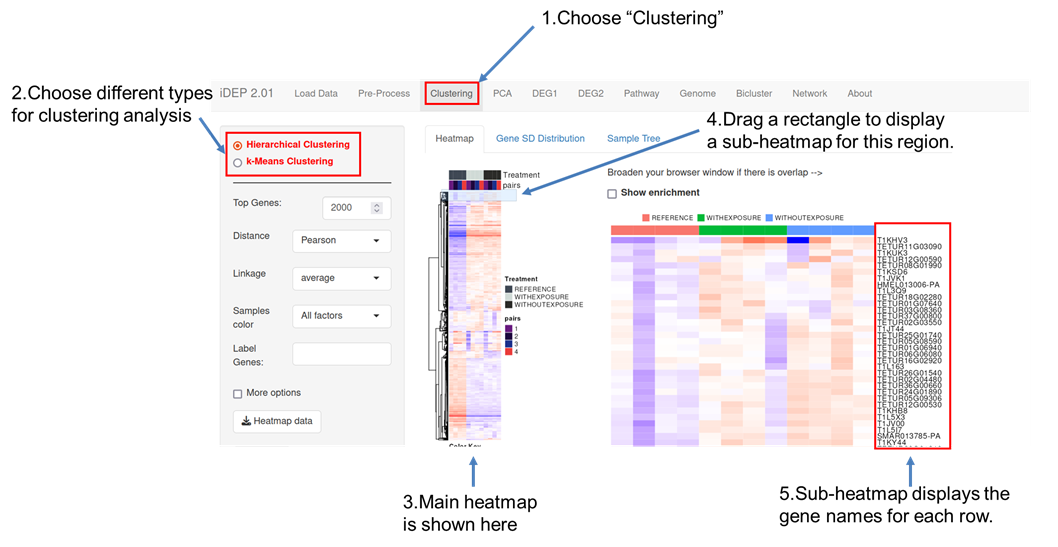 1.Choose “Clustering”
2.Choose different types
for clustering analysis
iDEP 2.01 Load Data Pre-Process Clustering PCA DEG1 DEG2 Pathway Genome Bicluster Network About
4.Drag a rectangle to display
a sub-heatmap for this region.
Hierarchical Clustering
k-Means Clustering
Top Genes: 2000
Distance Pearson
Linkage average
Samples
color All factors
Label
Genes:
More options
Heatmap data
Heatmap Gene SD Distribution Sample Tree
Treatment
pairs
Treatment
REFERENCE
WITHEXPOSURE
WITHOUTEXPOSURE
pairs
1
2
3
4
Color Key
Broaden your browser window if there is overlap -->
Show enrichment
REFERENCE WITHEXPOSURE WITHOUTEXPOSURE
T1KHV3
TETUR11G03090
T1KUK3
TETUR12G00590
TETUR08G01990
T1KSD6
T1JVK1
HMEL013006-PA
T1L3Q9
TETUR18G02280
TETUR01G07640
TETUR03G08360
TETUR37G00800
TETUR02G03550
T1JT44
TETUR25G01740
TETUR05G08590
TETUR01G06940
TETUR06G06080
TETUR16G02920
T1L163
TETUR26G01540
TETUR02G04480
TETUR36G00660
TETUR24G01890
TETUR05G09306
TETUR12G00530
T1KHB8
T1L5X3
T1JV00
T1L5I7
SMAR013785-PA
T1KY44
3.Main heatmap
is shown here
5.Sub-heatmap displays the
gene names for each row.